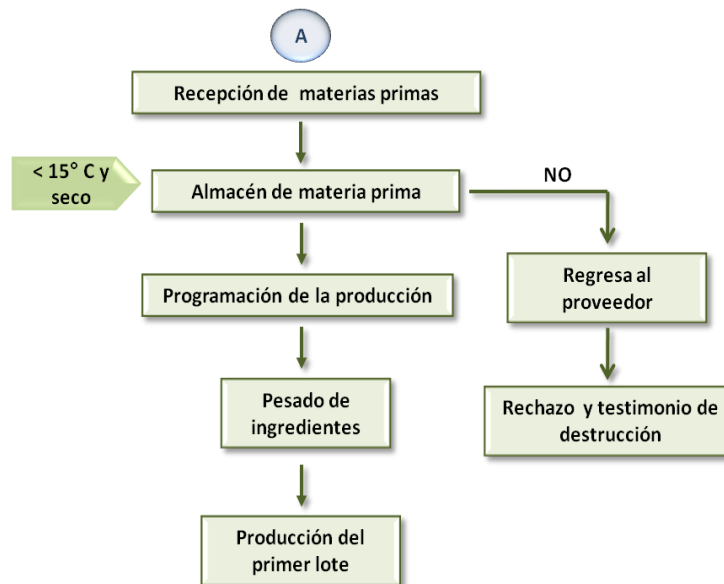 A
Recepción de materias primas
< 15° C y
seco
Almacén de materia prima
NO
Programación de la producción
Regresa al
proveedor
Pesado de
ingredientes
Rechazo y testimonio de
destrucción
Producción del
primer lote